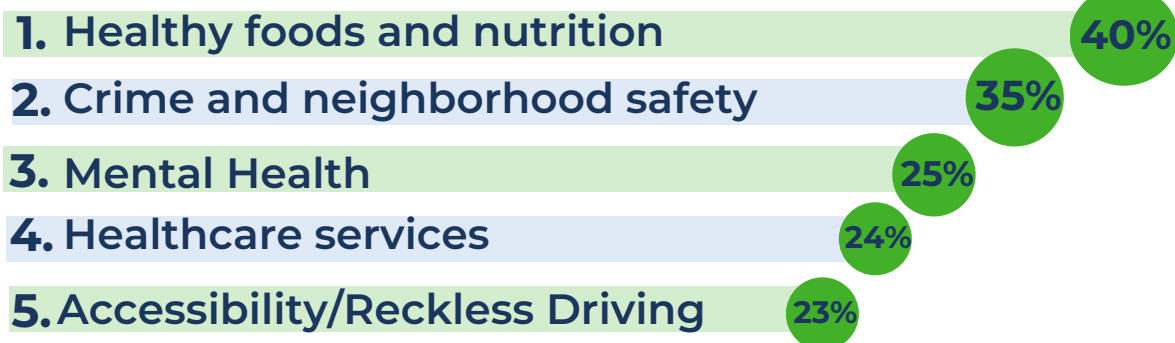 1. Healthy foods and nutrition 40%
2. Crime and neighborhood safety 35%
3. Mental Health 25%
4. Healthcare services 24%
5. Accessibility/Reckless Driving 23%